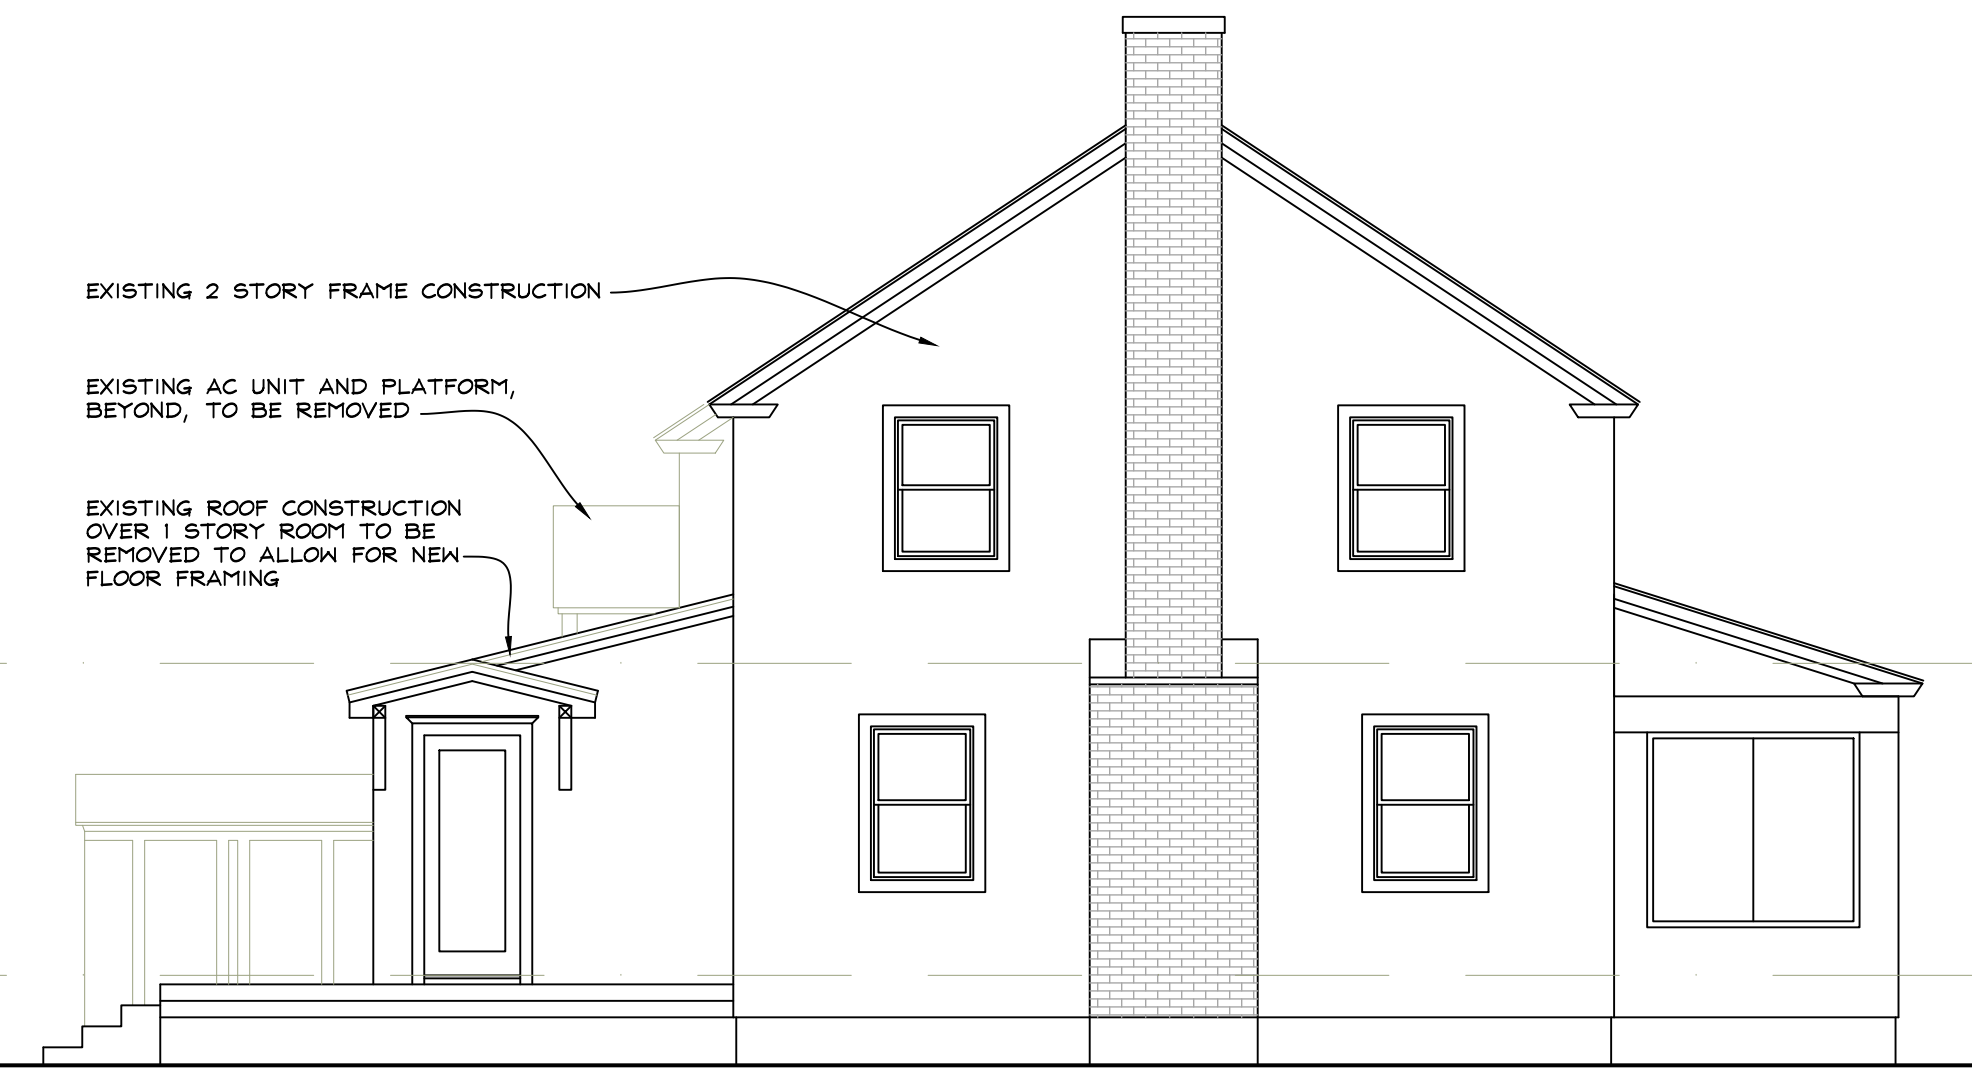 EXISTING 2 STORY FRAME CONSTRUCTION
EXISTING AC UNIT AND PLATFORM,
BEYOND, TO BE REMOVED
EXISTING ROOF CONSTRUCTION
OVER 1 STORY ROOM TO BE
REMOVED TO ALLOW FOR NEW
FLOOR FRAMING